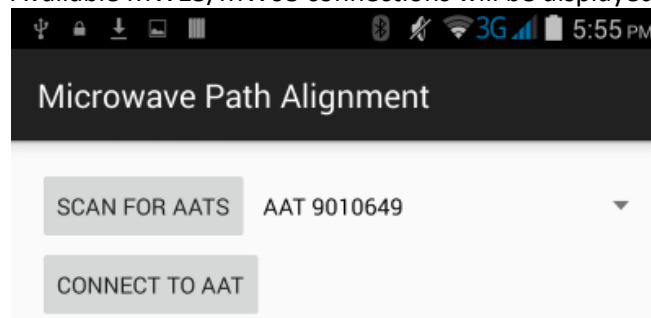 3G 5:55 PM
Microwave Path Alignment
SCAN FOR AATS AAT 9010649
CONNECT TO AAT